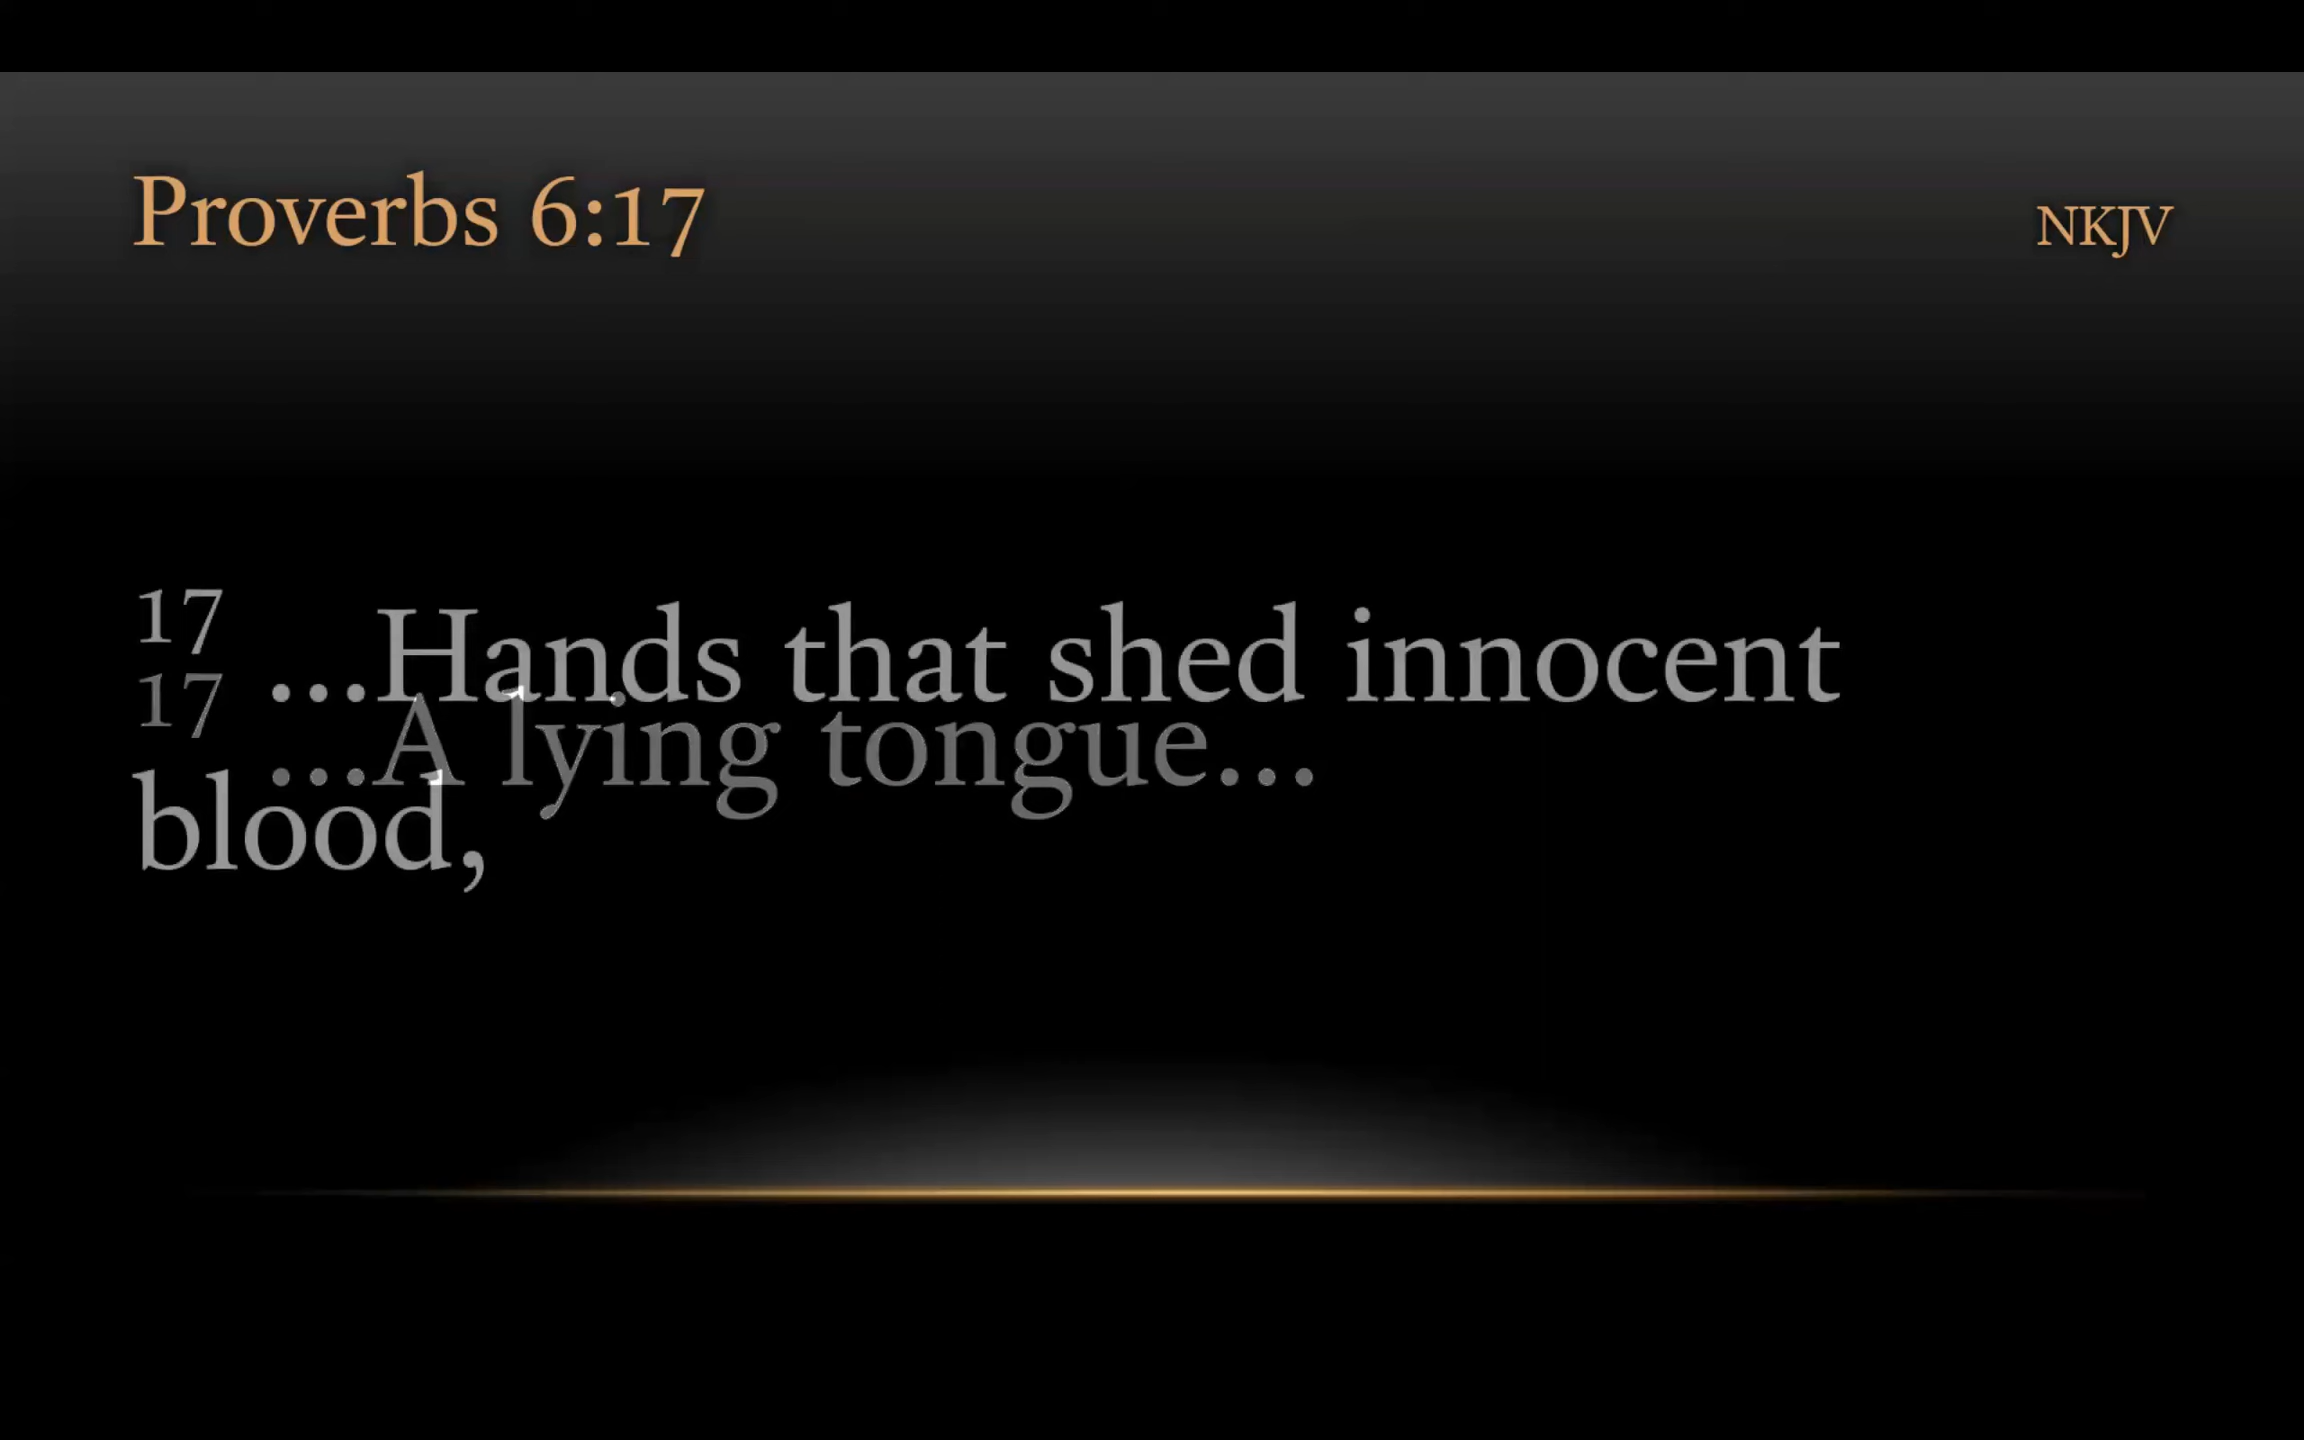 Proverbs 6:17
NKJV
17 ...Hands that shed innocent
17 ...A lying tongue...
blood,